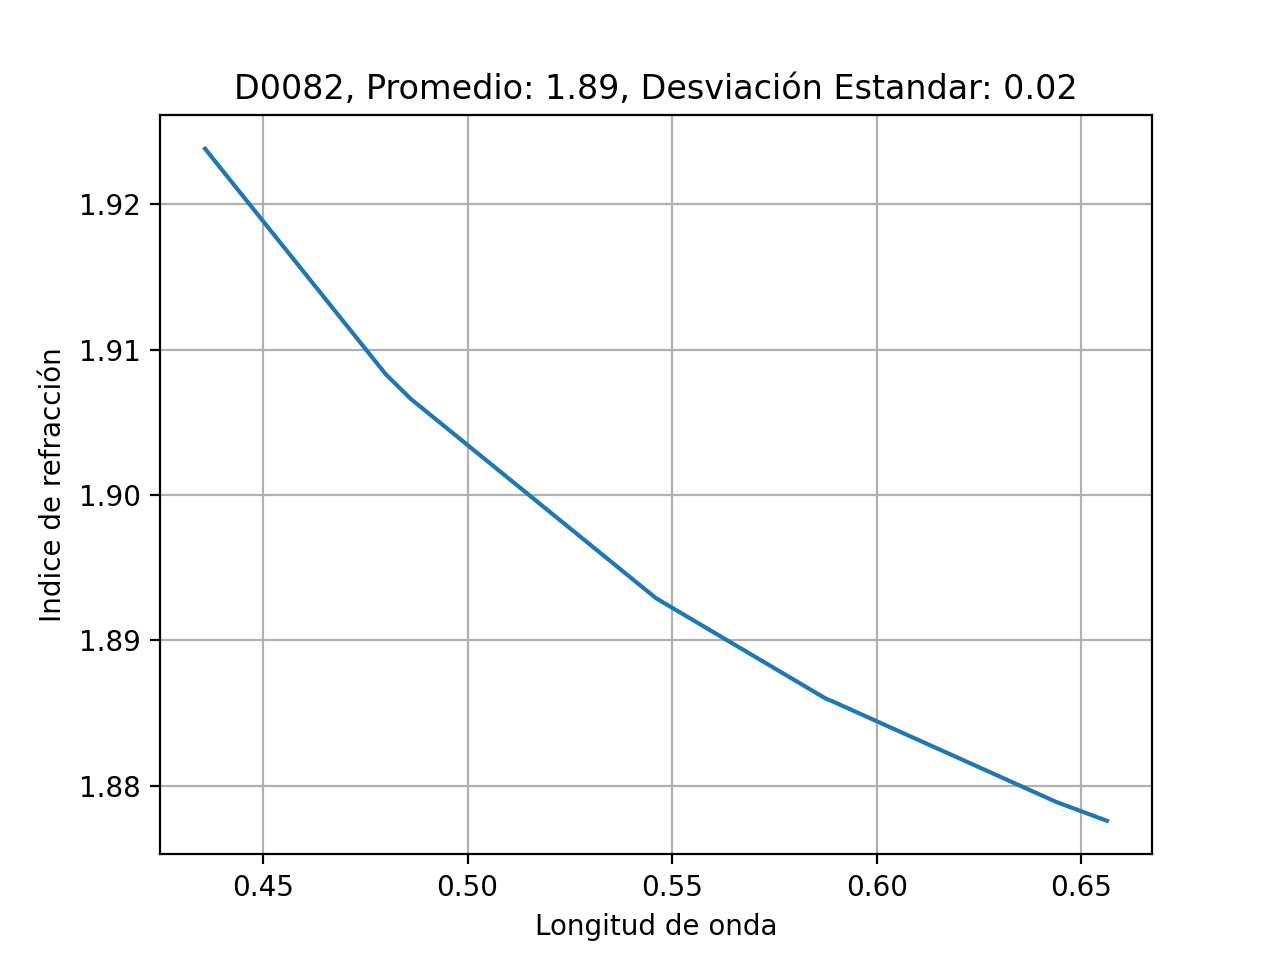 D0082, Promedio: 1.89, Desviación Estandar: 0.02
1.92
1.91
1.90
1.89
1.88
Indice de refracción
0.45 0.50 0.55 0.60 0.65
Longitud de onda